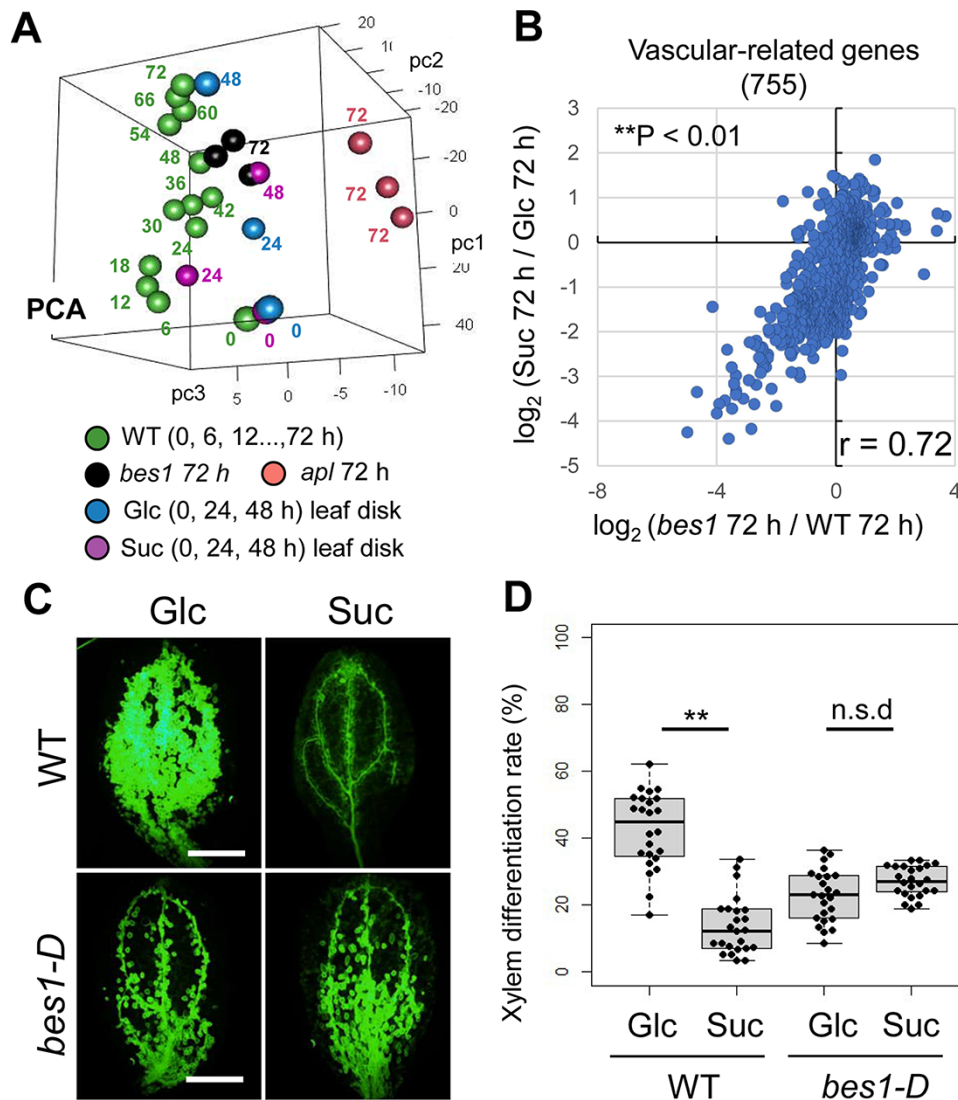 A
20
10
0
-10
-20
pc2
72
48
66
60
54
72
72
48
48
-20
36
72
42
30
24
24
0
72
pc1
18
24
20
PCA
12
6
0
0
0
40
pc3
5
0
-5
-10
WT (0, 6, 12...,72 h)
bes1 72 h
apl 72 h
Glc (0, 24, 48 h) leaf disk
Suc (0, 24, 48 h) leaf disk
B
Vascular-related genes
(755)
**P < 0.01
3
2
1
0
-1
-2
-3
-4
-5
log2 (Suc 72 h / Glc 72 h)
r = 0.72
-8
-4
0
4
log2 (bes1 72 h / WT 72 h)
C
Glc
Suc
WT
bes1-D
D
Xylem differentiation rate (%)
100
80
60
40
20
0
**
n.s.d
Glc
Suc
Glc
Suc
WT
bes1-D